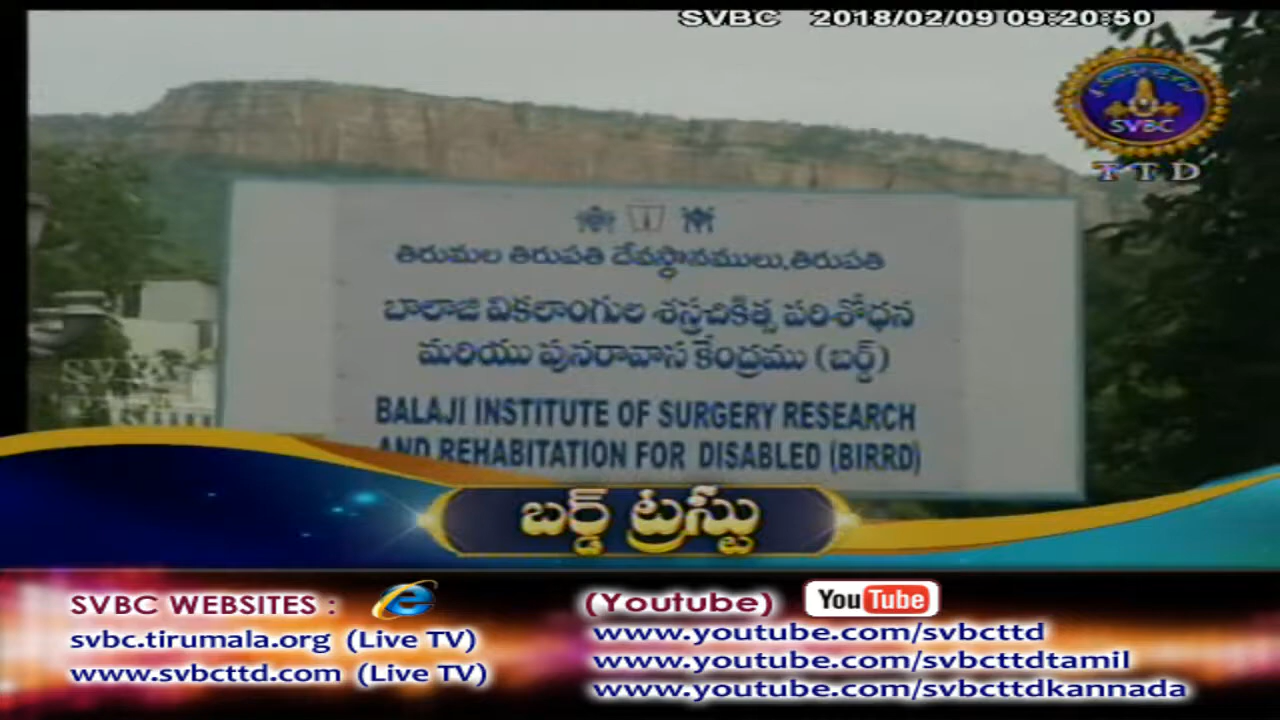 SVBC 2018/02/09 09:20:50
SVBC
TTD
తిరుమల తిరుపతి దేవస్థానములు, తిరుపతి
బాలాజి వికలాంగుల శస్త్రచికిత్స పరిశోధన
మరియు పునరావాస కేంద్రము (బర్డ్)
BALAJI INSTITUTE OF SURGERY RESEARCH
AND REHABITATION FOR DISABLED (BIRRD)
బర్డ్ ట్రస్టు
SVBC WEBSITES :
svbc.tirumala.org (Live TV)
www.svbcttd.com (Live TV)
(Youtube) YouTube
www.youtube.com/svbcttd
www.youtube.com/svbcttdtamil
www.youtube.com/svbcttdkannada